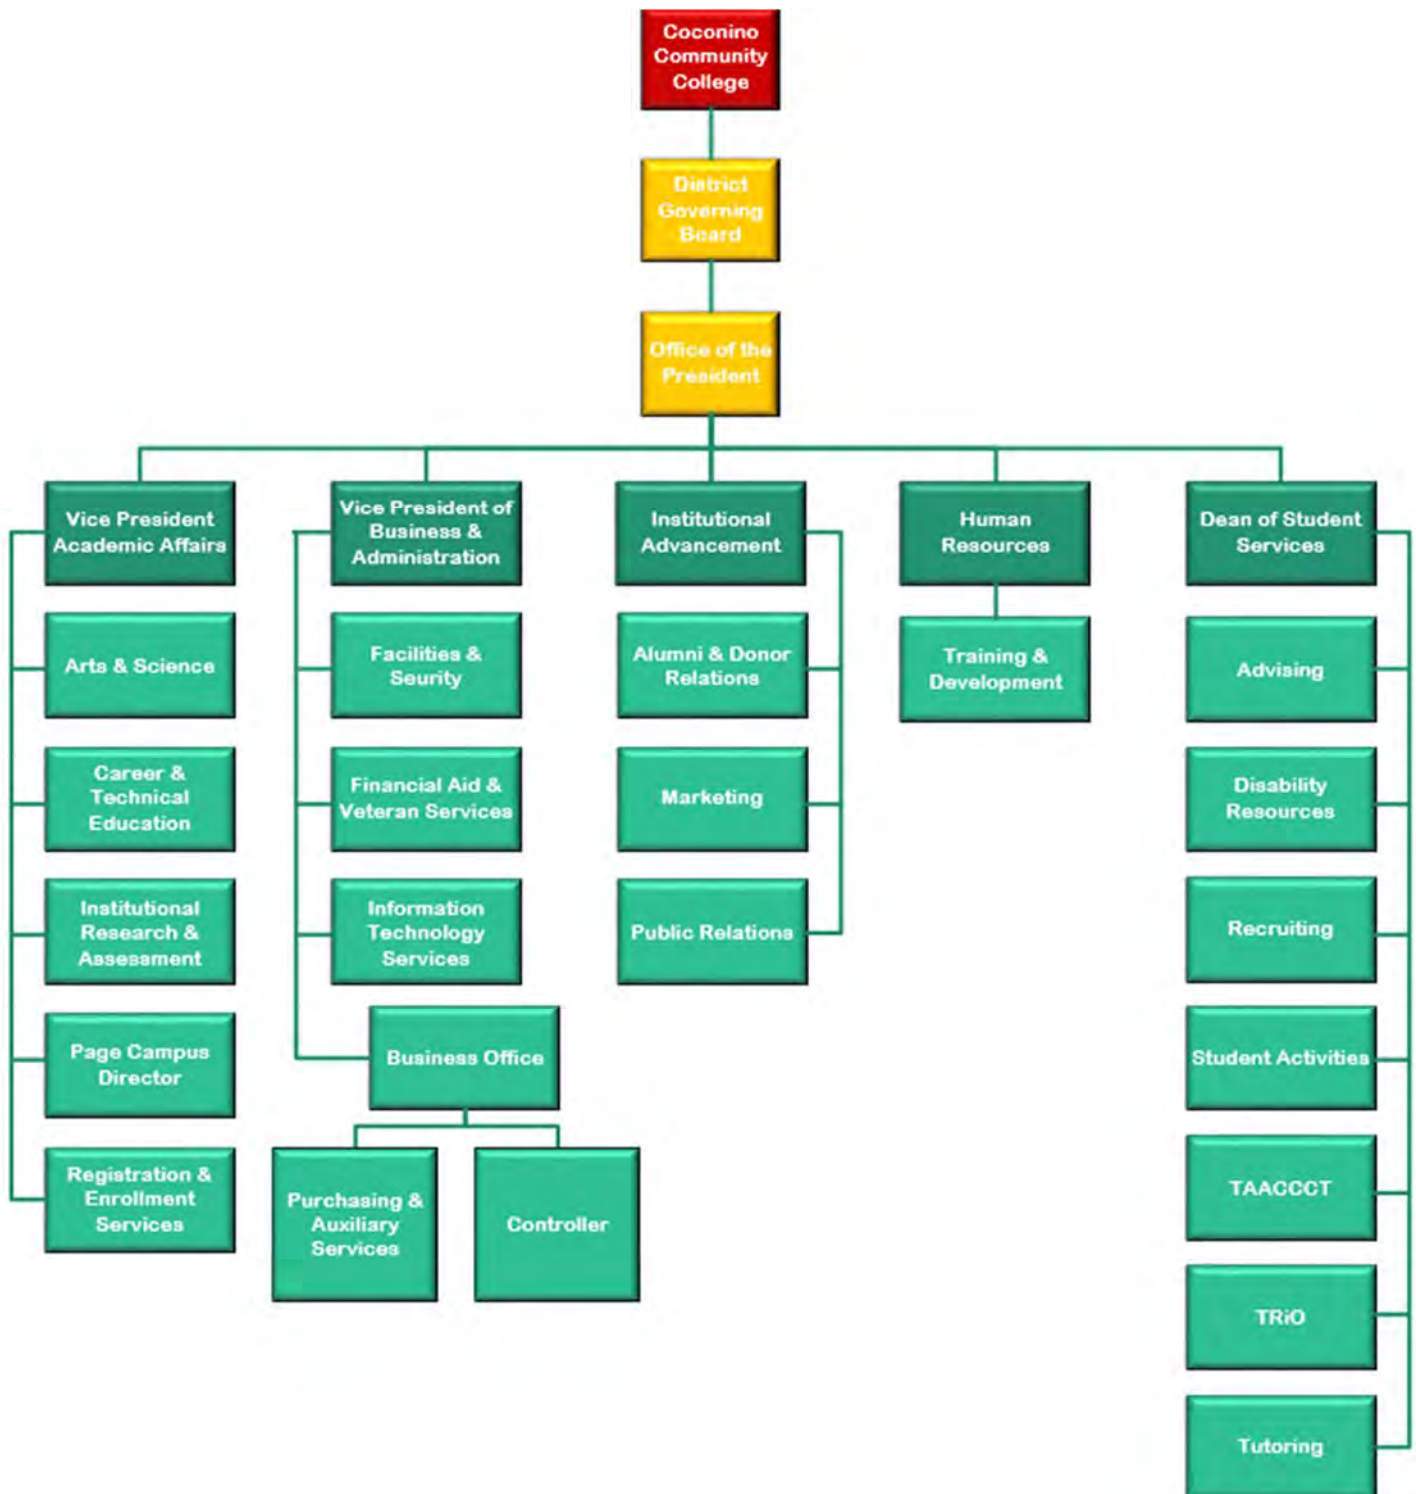 Coconino
Community
College
District
Governing
Board
Office of the
President
Vice President
Academic Affairs
Vice President of
Business &
Administration
Institutional
Advancement
Human
Resources
Dean of Student
Services
Arts & Science
Facilities &
Seurity
Alumni & Donor
Relations
Training &
Development
Advising
Career &
Technical
Education
Financial Aid &
Veteran Services
Marketing
Disability
Resources
Institutional
Research &
Assessment
Information
Technology
Services
Public Relations
Recruiting
Page Campus
Director
Business Office
Student Activities
Registration &
Enrollment
Services
Purchasing &
Auxiliary
Services
Controller
TAACCCT
TRiO
Tutoring